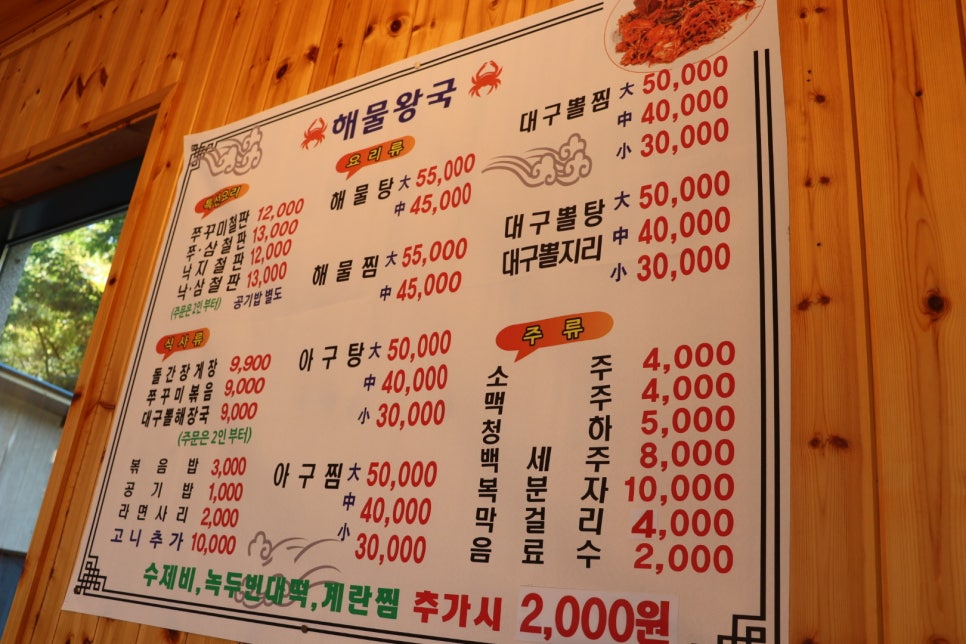 해물왕국
특선요리
쭈꾸미철판 12,000
쭈·삼철판 13,000
낙지철판 12,000
낙·삼철판 13,000
(주문은 2인 부터) 공기밥 별도
식사류
돌간장게장 9,900
쭈꾸미볶음 9,000
대구뽈해장국 9,000
(주문은 2인 부터)
볶음밥 3,000
공기밥 1,000
라면사리 2,000
고니추가 10,000
요리류
해물탕 大 55,000
中 45,000
해물찜 大 55,000
中 45,000
아구탕 大 50,000
中 40,000
小 30,000
아구찜 大 50,000
中 40,000
小 30,000
대구뽈찜 大 50,000
中 40,000
小 30,000
대구뽈탕 大 50,000
대구뽈지리 中 40,000
小 30,000
주류
소주 4,000
맥주 4,000
청하 5,000
백세주 8,000
복분자 10,000
막걸리 4,000
음료수 2,000
수제비,녹두빈대떡,계란찜 추가시 2,000원